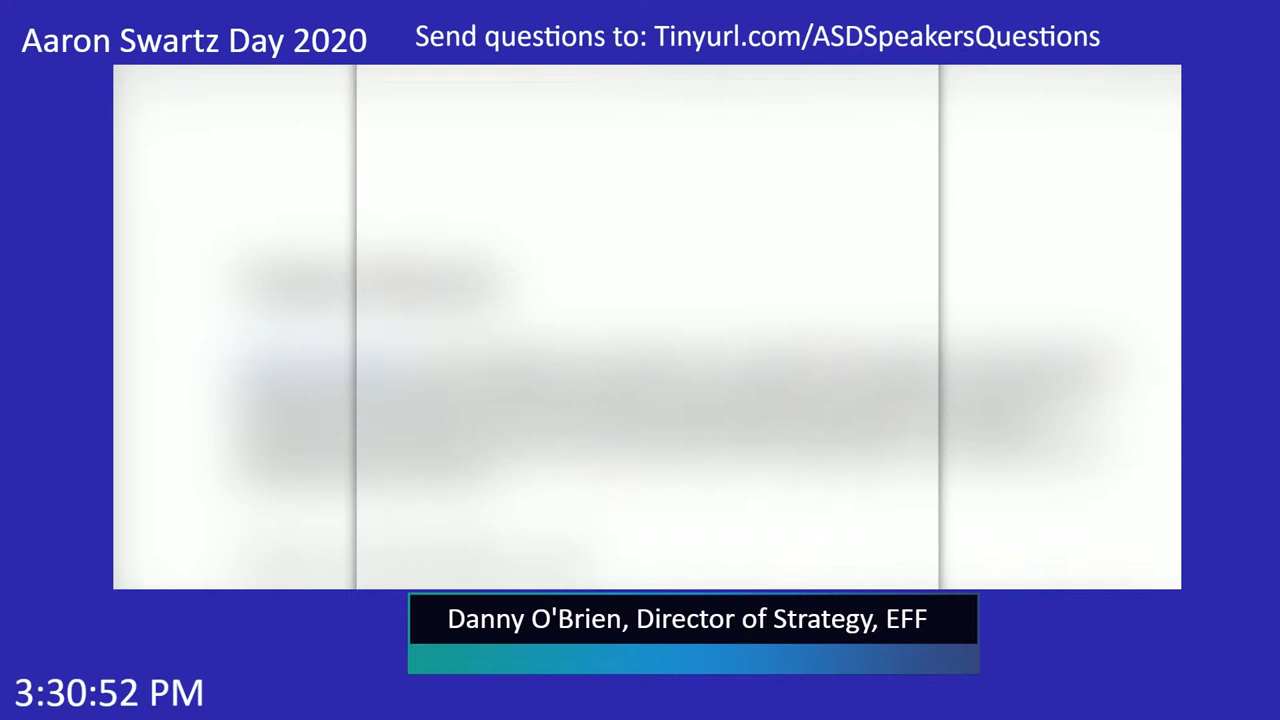 Aaron Swartz Day 2020
Send questions to: Tinyurl.com/ASDSpeakersQuestions
Danny O'Brien, Director of Strategy, EFF
3:30:52 PM